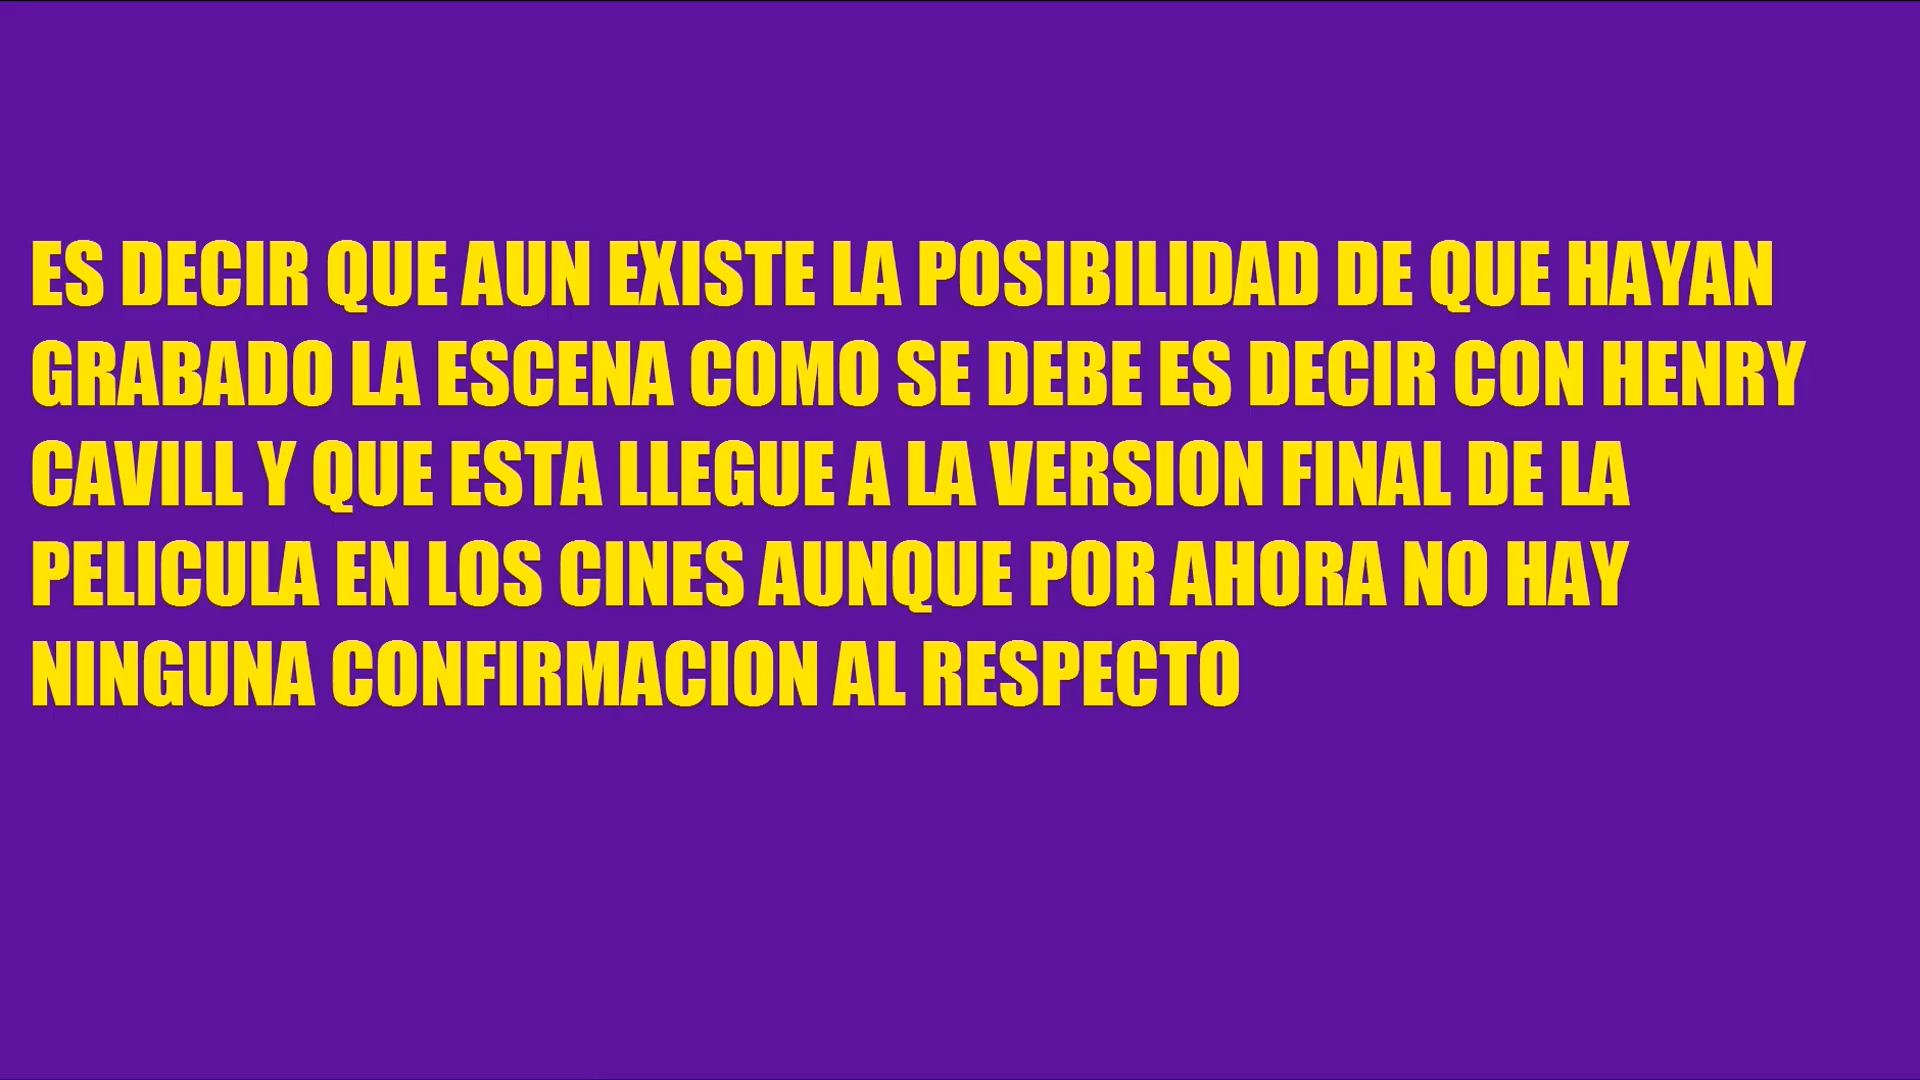 ES DECIR QUE AUN EXISTE LA POSIBILIDAD DE QUE HAYAN
GRABADO LA ESCENA COMO SE DEBE ES DECIR CON HENRY
CAVILL Y QUE ESTA LLEGUE A LA VERSION FINAL DE LA
PELICULA EN LOS CINES AUNQUE POR AHORA NO HAY
NINGUNA CONFIRMACION AL RESPECTO